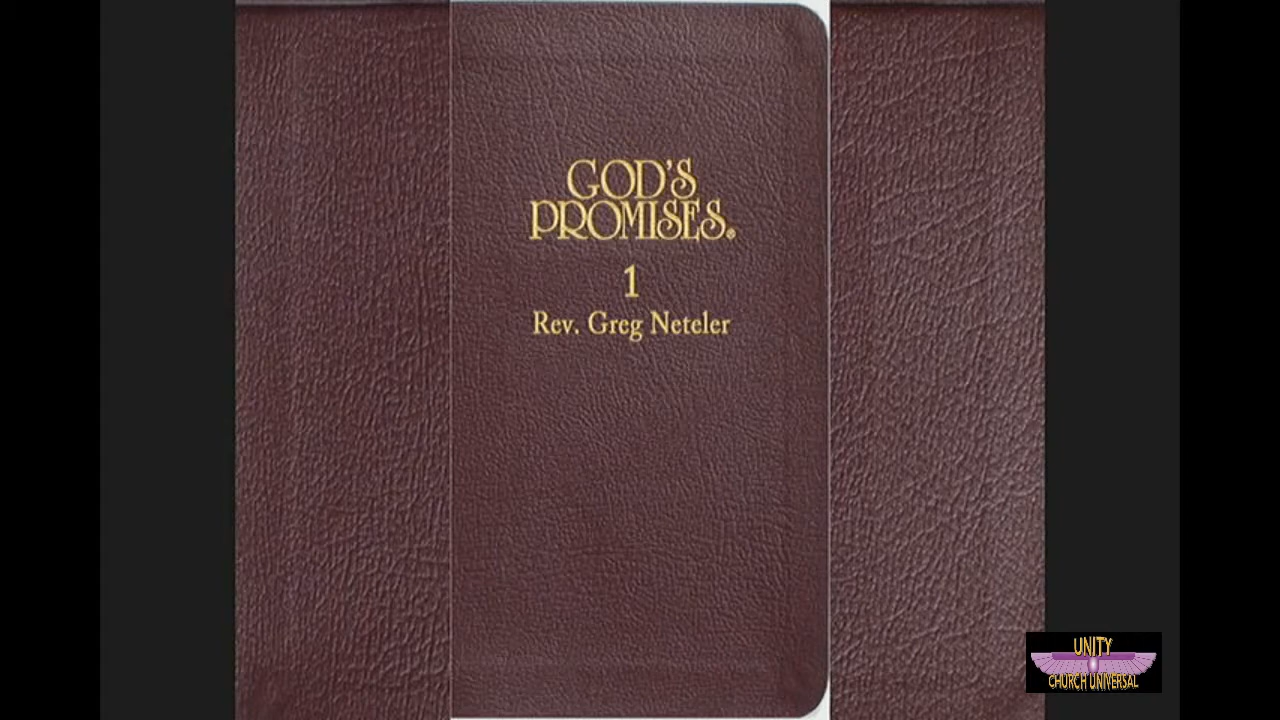 GOD'S
PROMISES®
1
Rev. Greg Neteler
UNITY
CHURCH UNIVERSAL